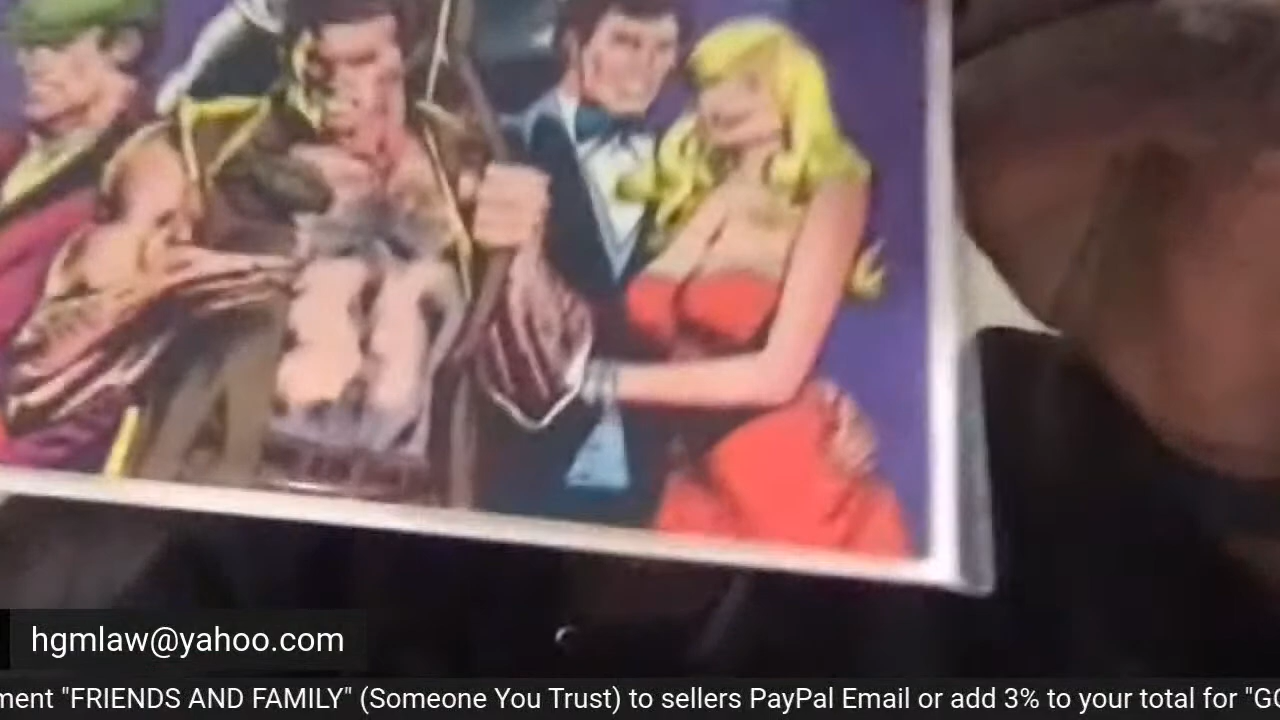 hgmlaw@yahoo.com
ment "FRIENDS AND FAMILY" (Someone You Trust) to sellers PayPal Email or add 3% to your total for "GO